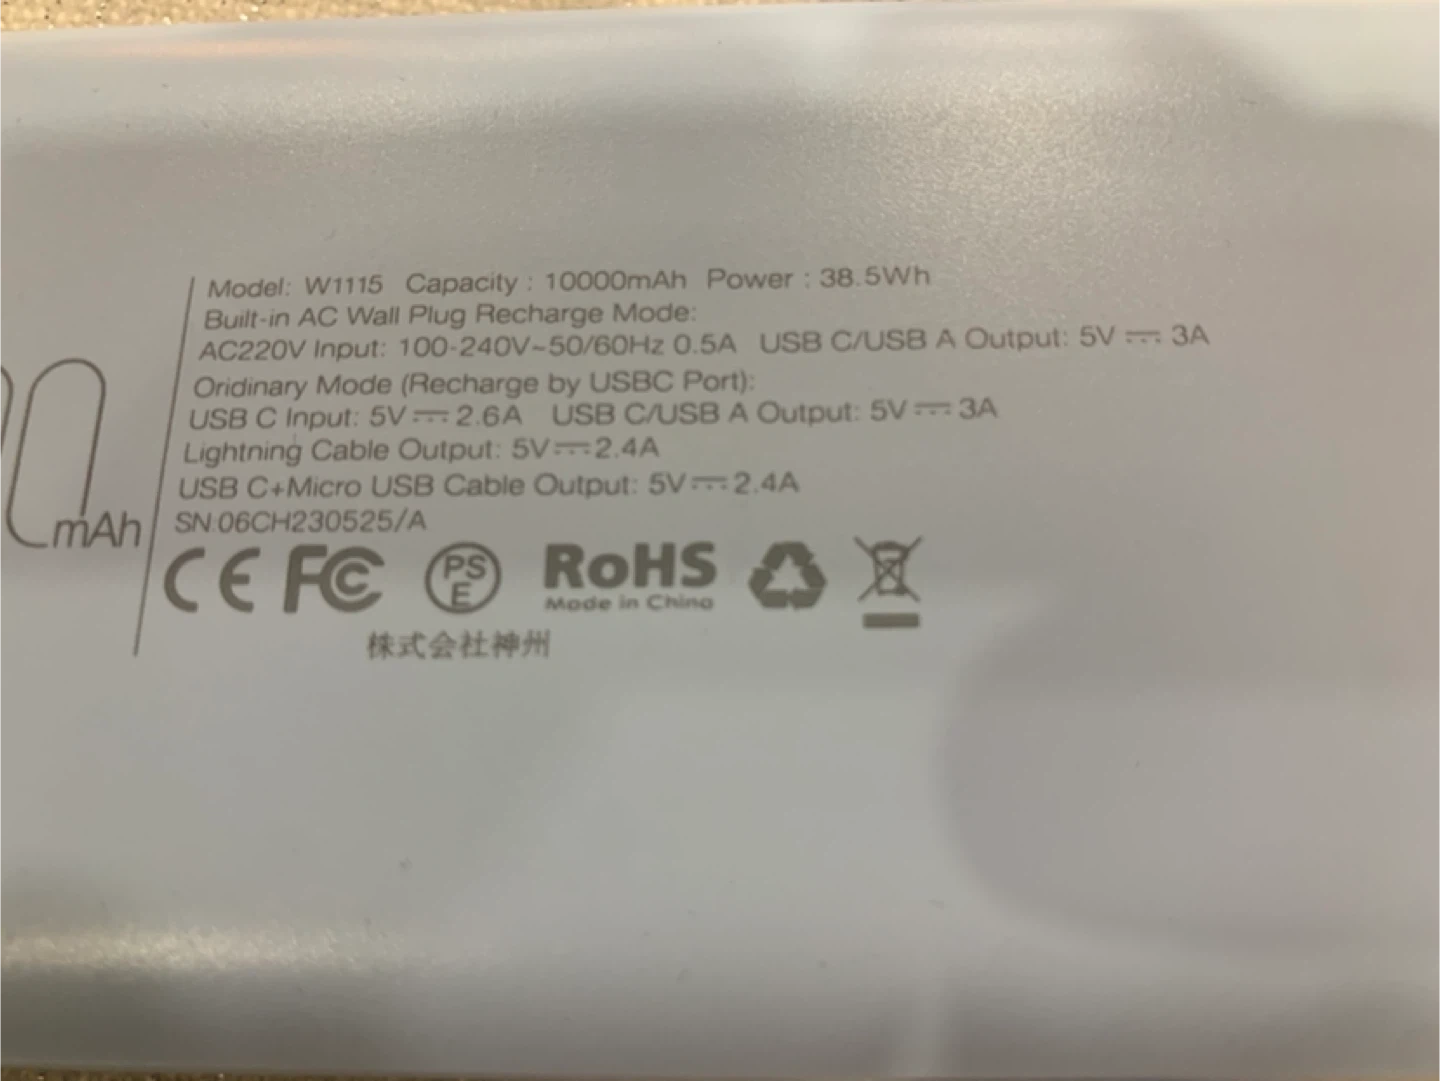 Model: W1115 Capacity : 10000mAh Power : 38.5Wh
Built-in AC Wall Plug Recharge Mode:
AC220V Input: 100-240V~50/60Hz 0.5A USB C/USB A Output: 5V⎓3A
Oridinary Mode (Recharge by USBC Port):
USB C Input: 5V⎓2.6A USB C/USB A Output: 5V⎓3A
Lightning Cable Output: 5V⎓2.4A
USB C+Micro USB Cable Output: 5V⎓2.4A
SN:06CH230525/A
0mAh
CE FC PSE RoHS
Made in China
株式会社神州